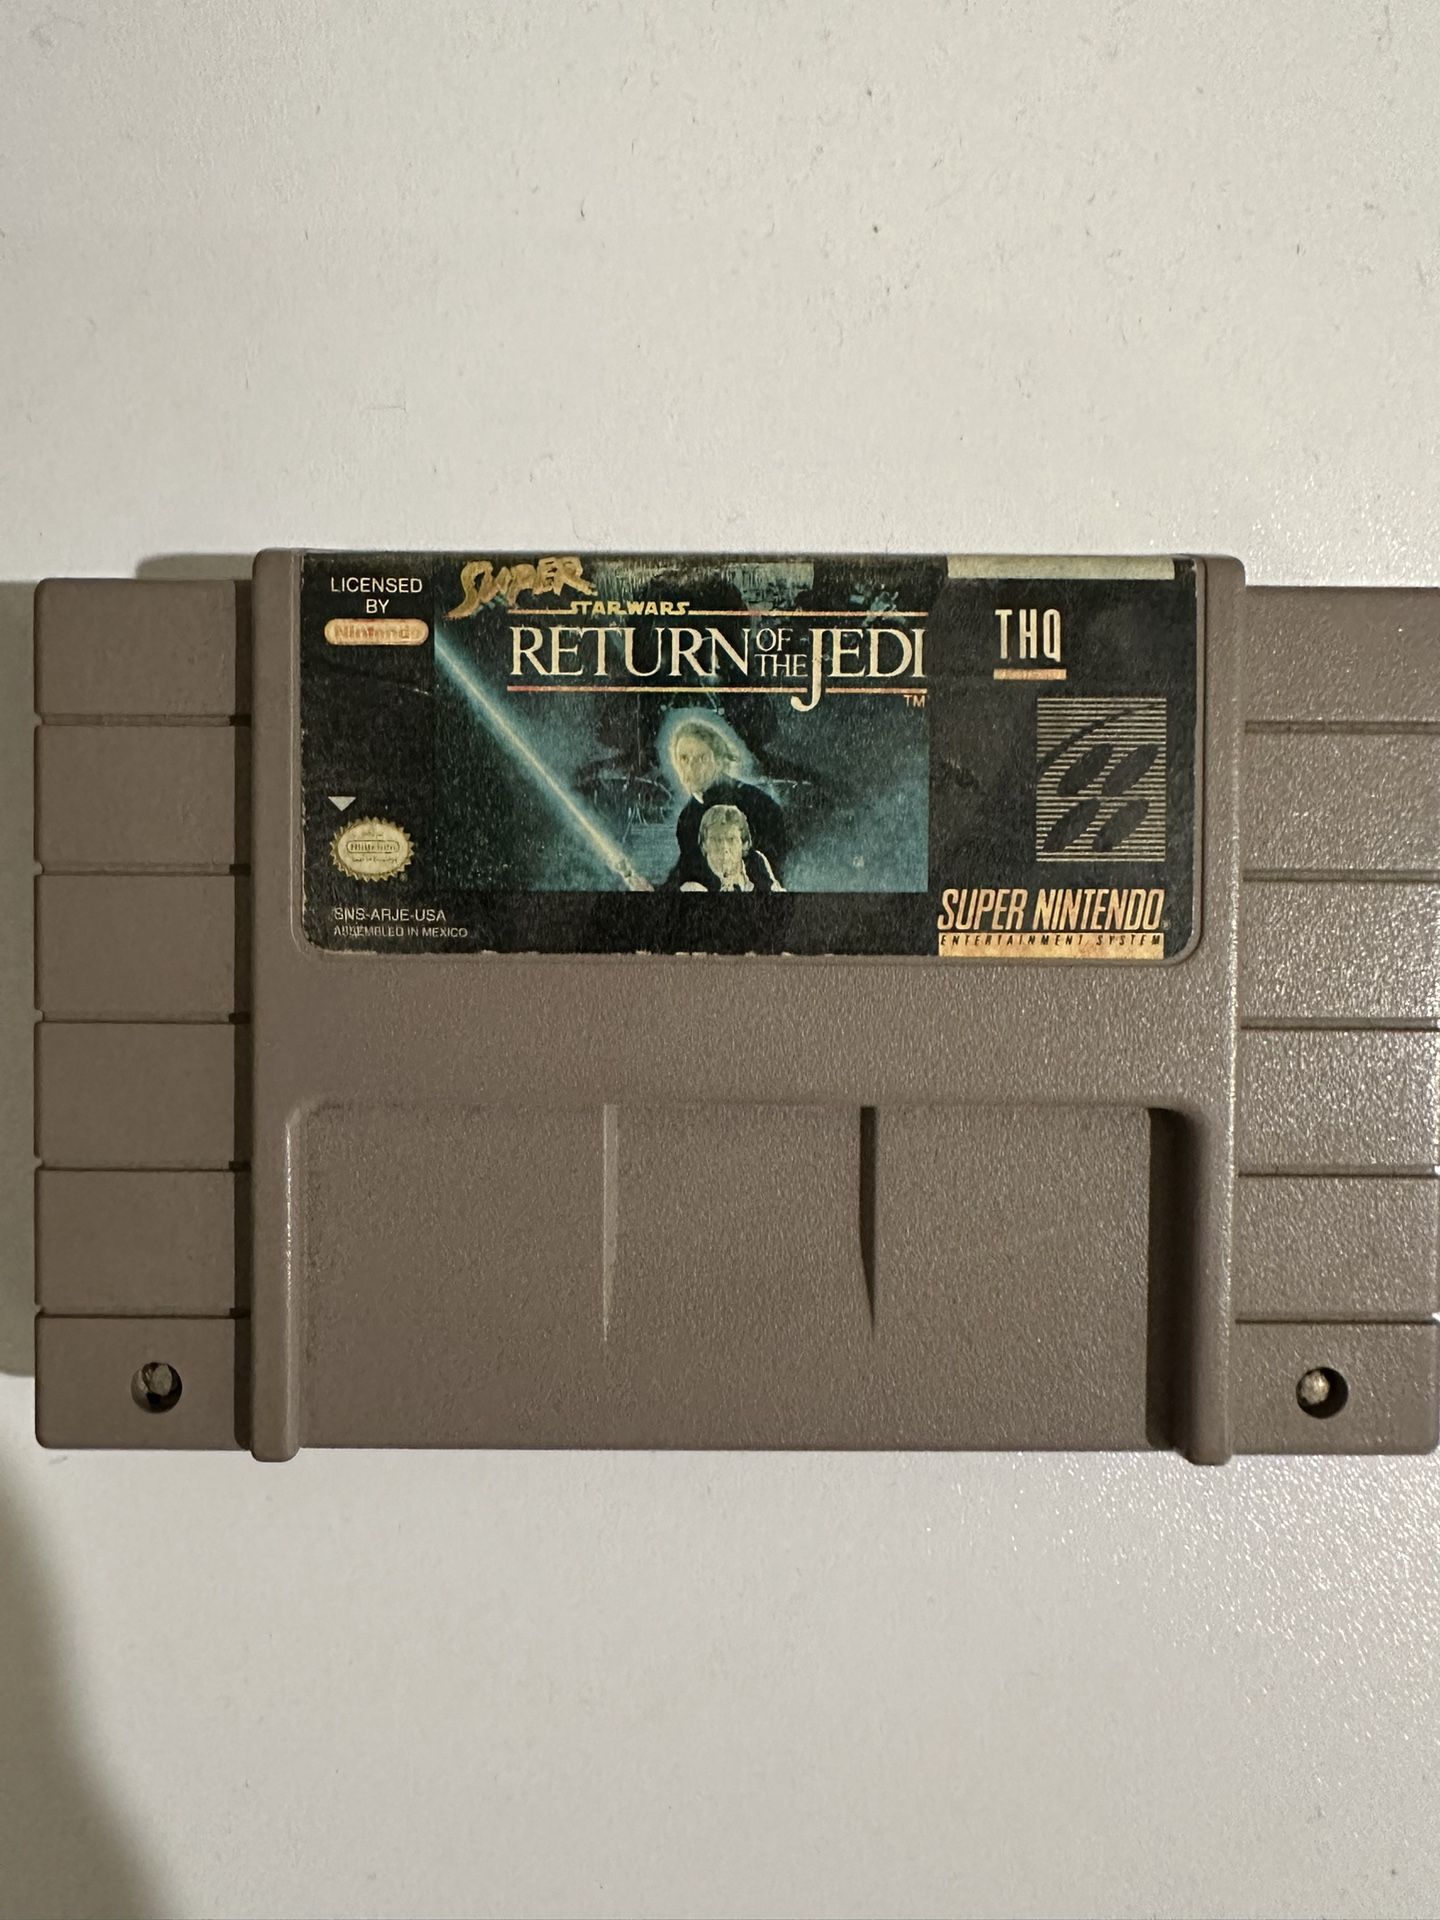 LICENSED
BY
Nintendo
SUPER
STAR WARS
RETURN OF THE JEDI
TM
THQ
Nintendo
SNS-ARJE-USA
ASSEMBLED IN MEXICO
SUPER NINTENDO
ENTERTAINMENT SYSTEM